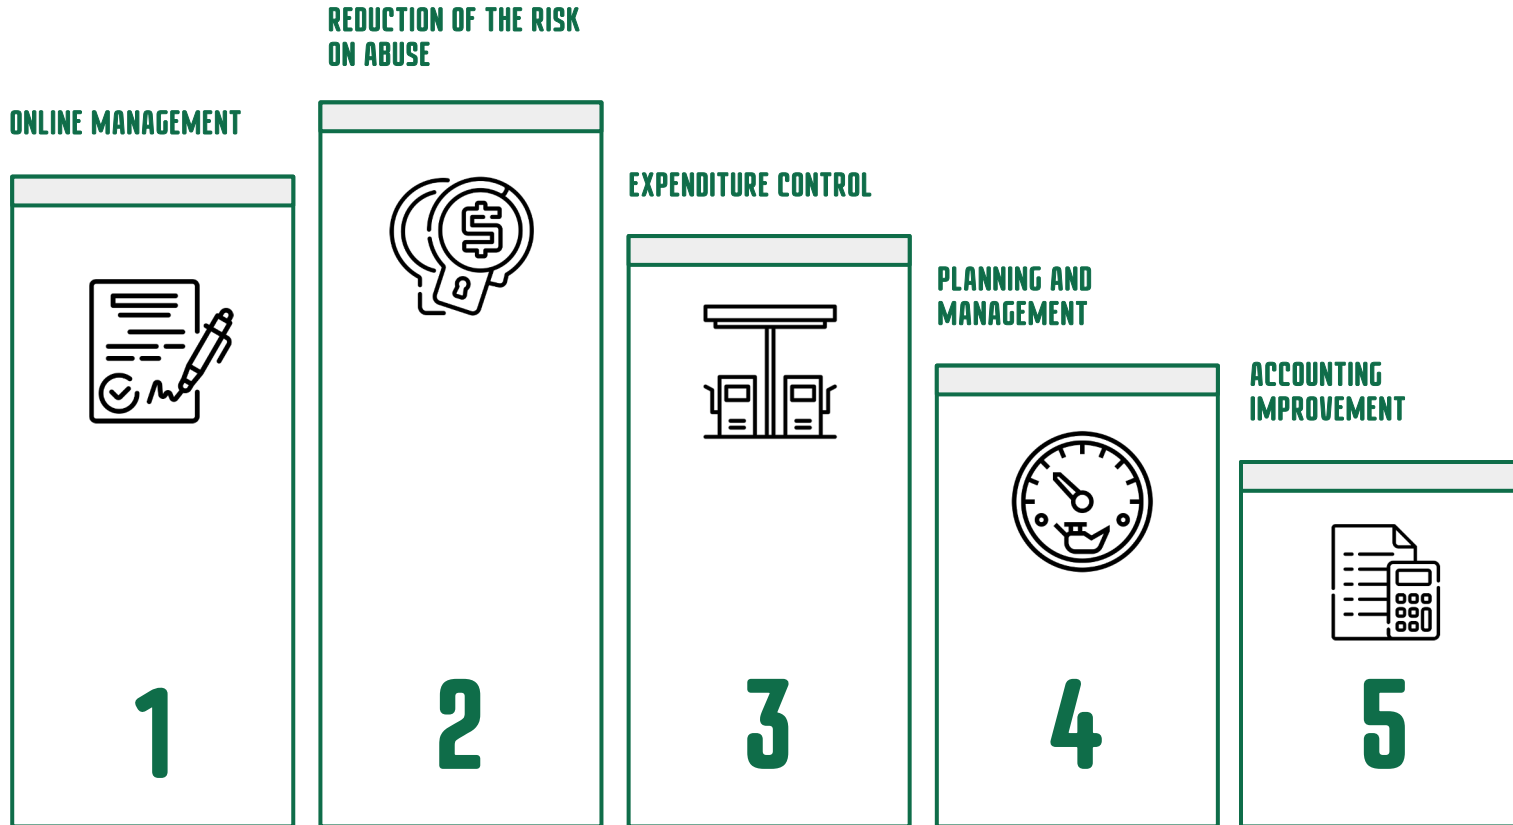 ONLINE MANAGEMENT
1
REDUCTION OF THE RISK
ON ABUSE
$
2
EXPENDITURE CONTROL
3
PLANNING AND
MANAGEMENT
4
ACCOUNTING
IMPROVEMENT
5